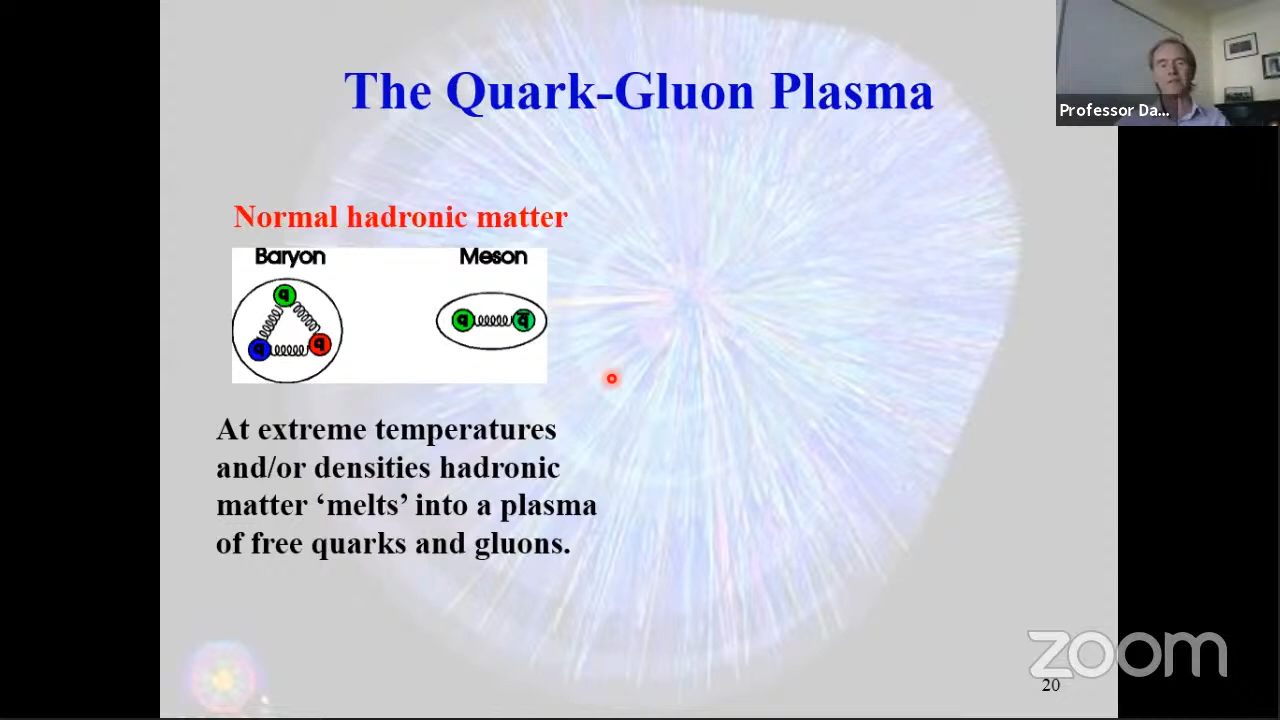 The Quark-Gluon Plasma
Professor Da...
Normal hadronic matter
Baryon
Meson
q
q
q
q
q̅
At extreme temperatures
and/or densities hadronic
matter ‘melts’ into a plasma
of free quarks and gluons.
zoom
20